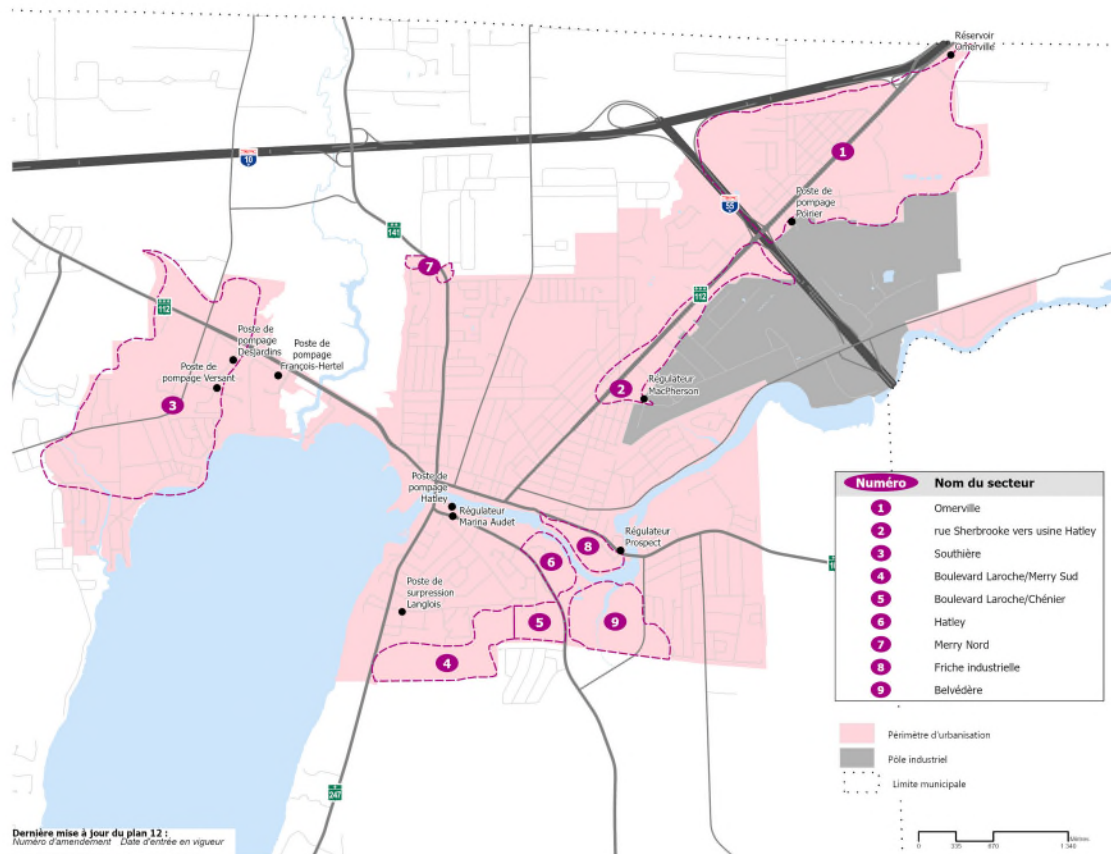 Réservoir
Omerville
10
1
Poste de
pompage
Poirier
55
141
7
112
112
Poste de
pompage
Desjardins
Poste de
pompage
François-Hertel
Poste de
pompage Versant
3
2
Régulateur
MacPherson
Poste de
pompage
Hatley
Régulateur
Marina Audet
8
Régulateur
Prospect
6
Poste de
surpression
Langlois
5
9
4
247
Numéro Nom du secteur
1 Omerville
2 rue Sherbrooke vers usine Hatley
3 Southière
4 Boulevard Laroche/Merry Sud
5 Boulevard Laroche/Chénier
6 Hatley
7 Merry Nord
8 Friche industrielle
9 Belvédère
Périmètre d'urbanisation
Pôle industriel
Limite municipale
Dernière mise à jour du plan 12 :
Numéro d'amendement Date d'entrée en vigueur
Mètres
0 335 670 1 340